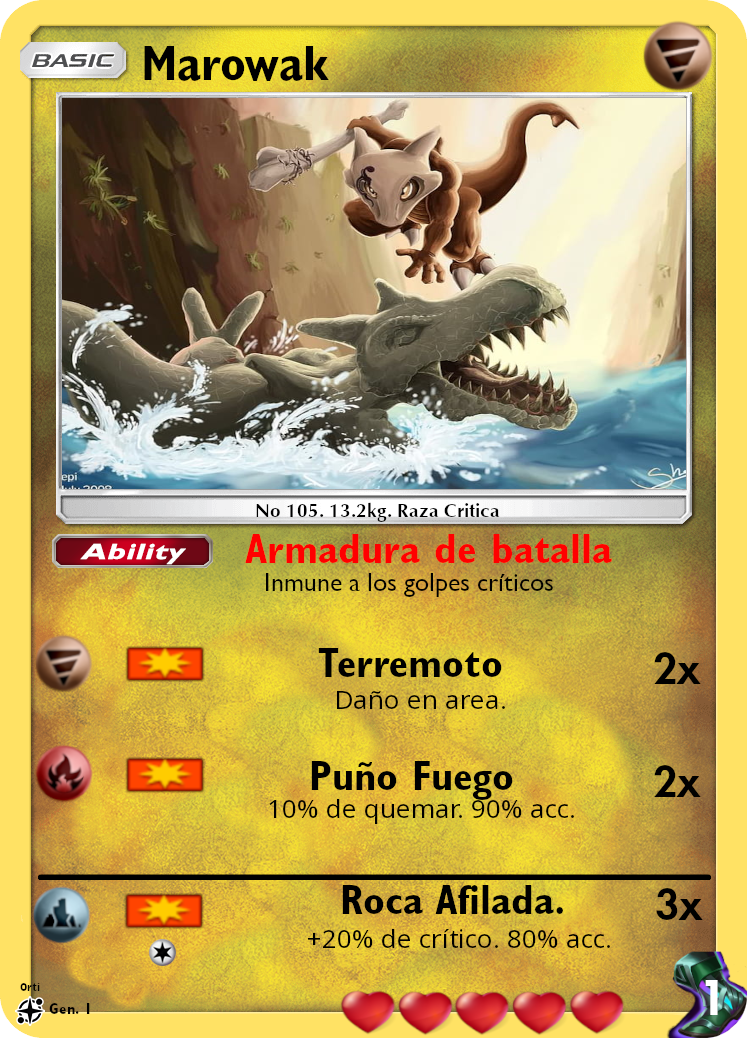 BASIC Marowak
No 105. 13.2kg. Raza Critica
Ability Armadura de batalla
Inmune a los golpes críticos
Terremoto 2x
Daño en area.
Puño Fuego 2x
10% de quemar. 90% acc.
Roca Afilada. 3x
+20% de crítico. 80% acc.
Orti
Gen. I
1